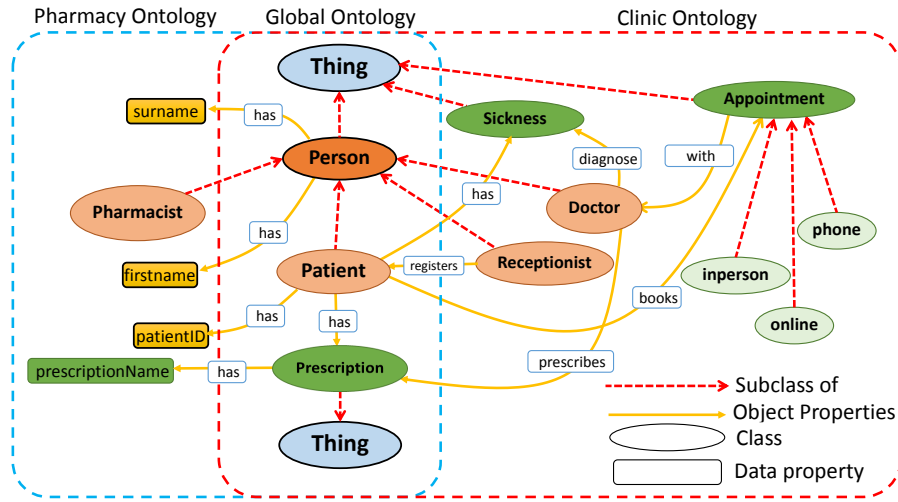 Pharmacy Ontology
Global Ontology
Clinic Ontology
Thing
surname
has
Appointment
Sickness
Person
diagnose
with
Pharmacist
has
Doctor
has
phone
firstname
Patient
registers
Receptionist
inperson
has
has
books
online
patientID
prescriptionName
has
Prescription
prescribes
Subclass of
Object Properties
Thing
Class
Data property